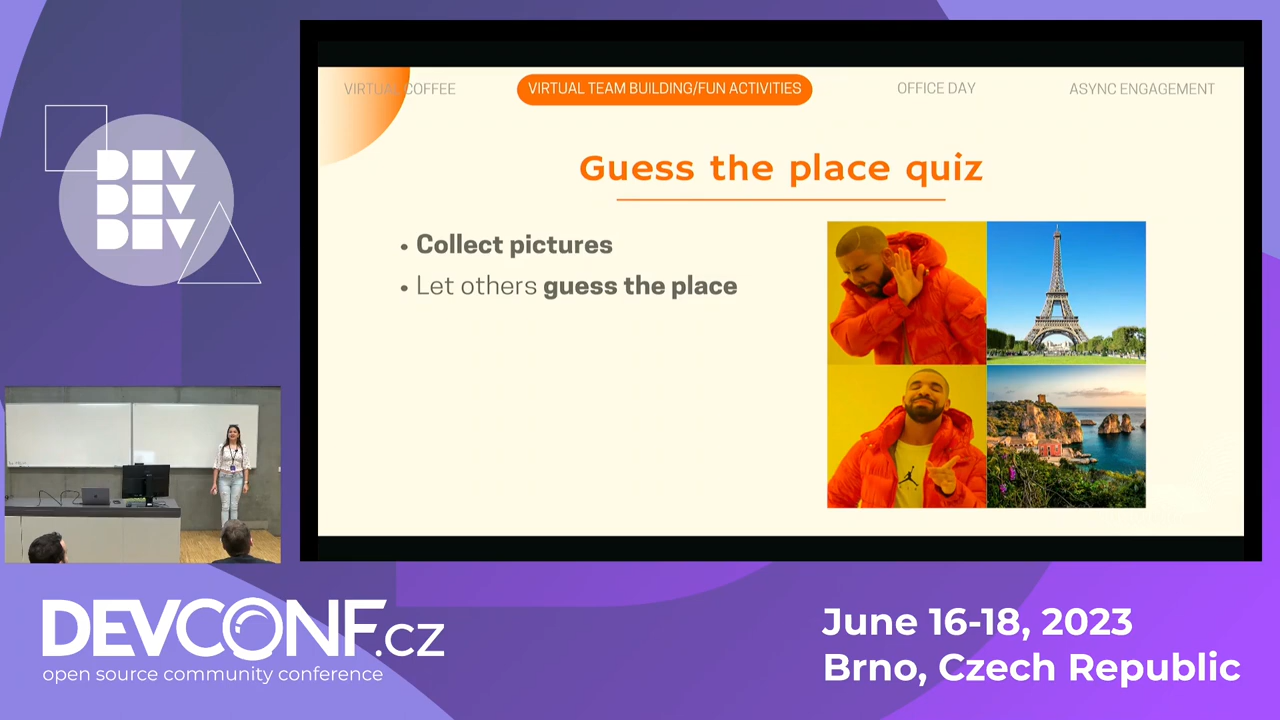 DEV
DEV
DEV
VIRTUAL COFFEE
VIRTUAL TEAM BUILDING/FUN ACTIVITIES
OFFICE DAY
ASYNC ENGAGEMENT
Guess the place quiz
• Collect pictures
• Let others guess the place
DEVCONF.cz
open source community conference
June 16-18, 2023
Brno, Czech Republic